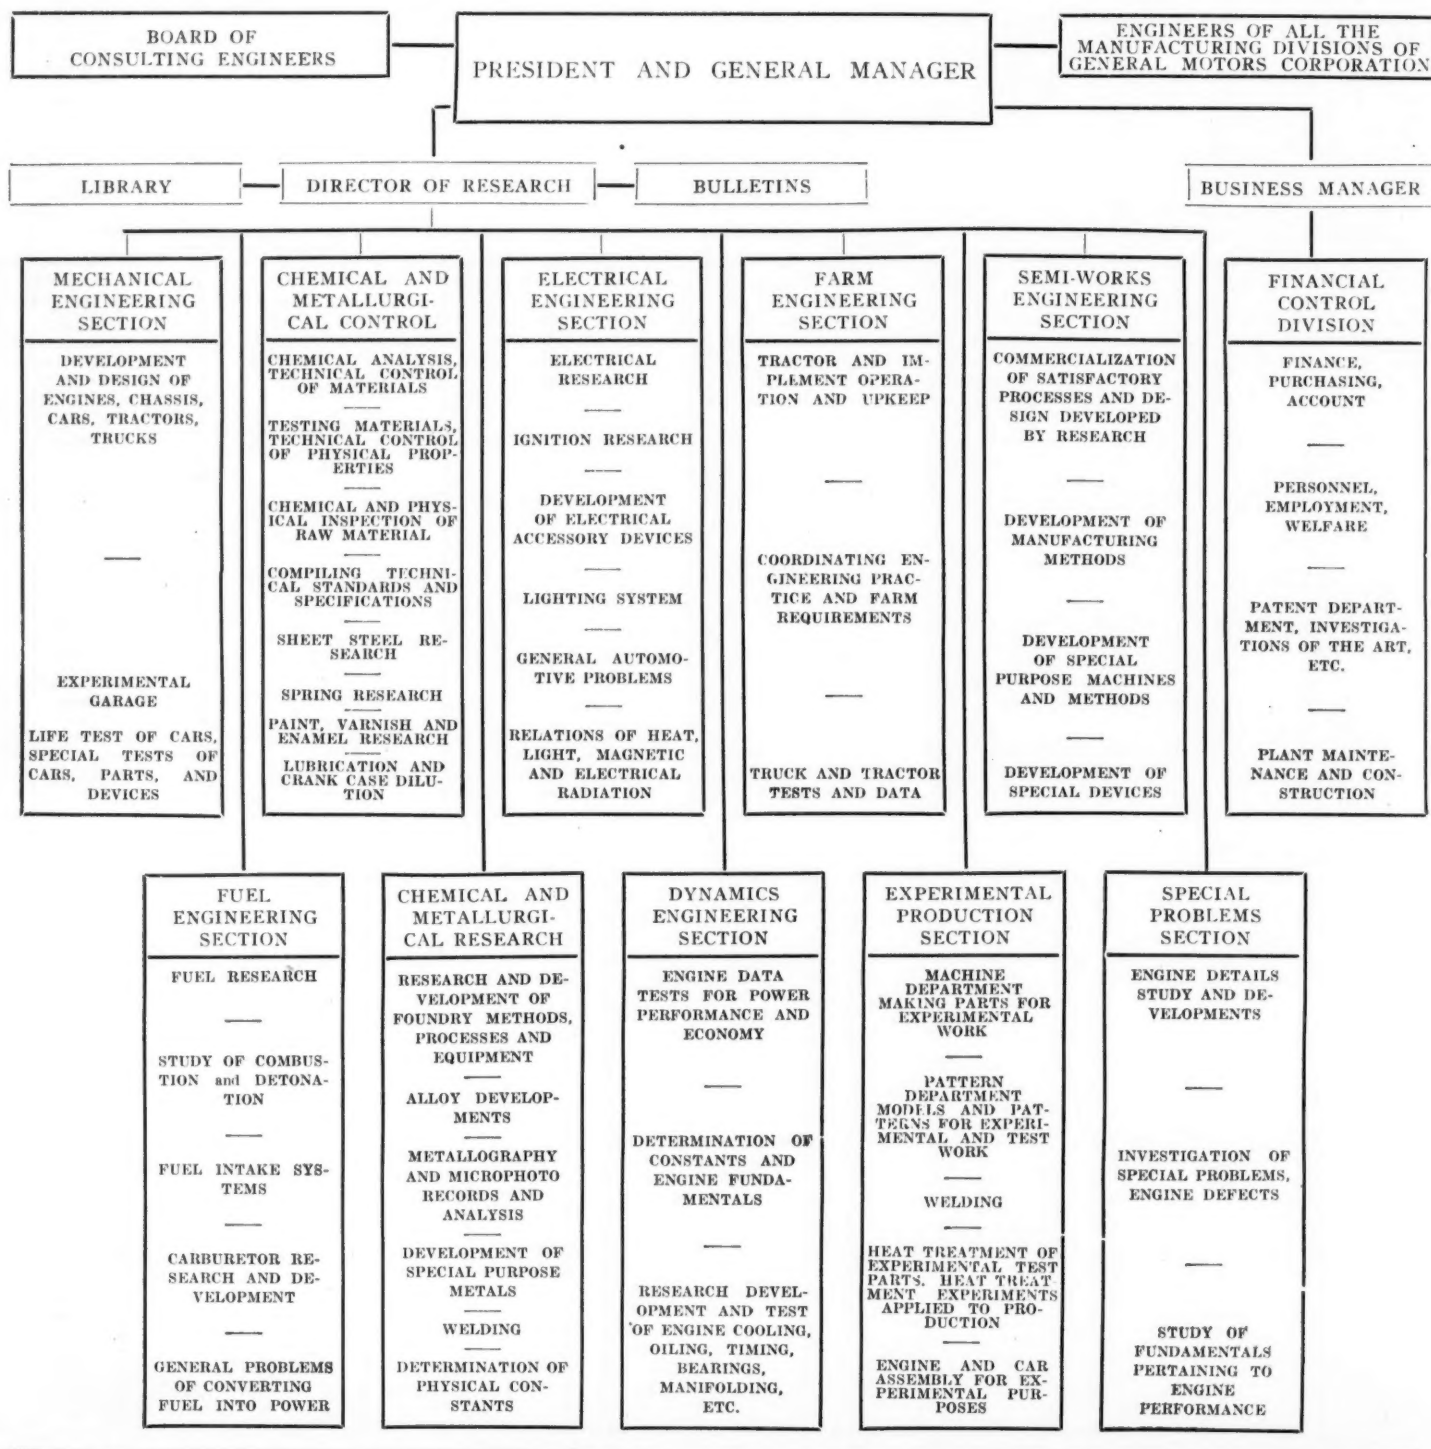 BOARD OF
CONSULTING ENGINEERS
PRESIDENT AND GENERAL MANAGER
ENGINEERS OF ALL THE
MANUFACTURING DIVISIONS OF
GENERAL MOTORS CORPORATION
LIBRARY
DIRECTOR OF RESEARCH
BULLETINS
BUSINESS MANAGER
MECHANICAL
ENGINEERING
SECTION
DEVELOPMENT
AND DESIGN OF
ENGINES, CHASSIS,
CARS, TRACTORS,
TRUCKS
EXPERIMENTAL
GARAGE
LIFE TEST OF CARS,
SPECIAL TESTS OF
CARS, PARTS, AND
DEVICES
CHEMICAL AND
METALLURGI-
CAL CONTROL
CHEMICAL ANALYSIS,
TECHNICAL CONTROL
OF MATERIALS
TESTING MATERIALS,
TECHNICAL CONTROL
OF PHYSICAL PROP-
ERTIES
CHEMICAL AND PHYS-
ICAL INSPECTION OF
RAW MATERIAL
COMPILING TECHNI-
CAL STANDARDS AND
SPECIFICATIONS
SHEET STEEL RE-
SEARCH
SPRING RESEARCH
PAINT, VARNISH AND
ENAMEL RESEARCH
LUBRICATION AND
CRANK CASE DILU-
TION
ELECTRICAL
ENGINEERING
SECTION
ELECTRICAL
RESEARCH
IGNITION RESEARCH
DEVELOPMENT
OF ELECTRICAL
ACCESSORY DEVICES
LIGHTING SYSTEM
GENERAL AUTOMO-
TIVE PROBLEMS
RELATIONS OF HEAT,
LIGHT, MAGNETIC
AND ELECTRICAL
RADIATION
FARM
ENGINEERING
SECTION
TRACTOR AND IM-
PLEMENT OPERA-
TION AND UPKEEP
COORDINATING EN-
GINEERING PRAC-
TICE AND FARM
REQUIREMENTS
TRUCK AND TRACTOR
TESTS AND DATA
SEMI-WORKS
ENGINEERING
SECTION
COMMERCIALIZATION
OF SATISFACTORY
PROCESSES AND DE-
SIGN DEVELOPED
BY RESEARCH
DEVELOPMENT OF
MANUFACTURING
METHODS
DEVELOPMENT
OF SPECIAL
PURPOSE MACHINES
AND METHODS
DEVELOPMENT OF
SPECIAL DEVICES
FINANCIAL
CONTROL
DIVISION
FINANCE,
PURCHASING,
ACCOUNT
PERSONNEL,
EMPLOYMENT,
WELFARE
PATENT DEPART-
MENT, INVESTIGA-
TIONS OF THE ART,
ETC.
PLANT MAINTE-
NANCE AND CON-
STRUCTION
FUEL
ENGINEERING
SECTION
FUEL RESEARCH
STUDY OF COMBUS-
TION and DETONA-
TION
FUEL INTAKE SYS-
TEMS
CARBURETOR RE-
SEARCH AND DE-
VELOPMENT
GENERAL PROBLEMS
OF CONVERTING
FUEL INTO POWER
CHEMICAL AND
METALLURGI-
CAL RESEARCH
RESEARCH AND DE-
VELOPMENT OF
FOUNDRY METHODS,
PROCESSES AND
EQUIPMENT
ALLOY DEVELOP-
MENTS
METALLOGRAPHY
AND MICROPHOTO
RECORDS AND
ANALYSIS
DEVELOPMENT OF
SPECIAL PURPOSE
METALS
WELDING
DETERMINATION OF
PHYSICAL CON-
STANTS
DYNAMICS
ENGINEERING
SECTION
ENGINE DATA
TESTS FOR POWER
PERFORMANCE AND
ECONOMY
DETERMINATION OF
CONSTANTS AND
ENGINE FUNDA-
MENTALS
RESEARCH DEVEL-
OPMENT AND TEST
OF ENGINE COOLING,
OILING, TIMING,
BEARINGS,
MANIFOLDING,
ETC.
EXPERIMENTAL
PRODUCTION
SECTION
MACHINE
DEPARTMENT
MAKING PARTS FOR
EXPERIMENTAL
WORK
PATTERN
DEPARTMENT
MODELS AND PAT-
TERNS FOR EXPERI-
MENTAL AND TEST
WORK
WELDING
HEAT TREATMENT OF
EXPERIMENTAL TEST
PARTS. HEAT TREAT
MENT EXPERIMENTS
APPLIED TO PRO-
DUCTION
ENGINE AND CAR
ASSEMBLY FOR EX-
PERIMENTAL PUR-
POSES
SPECIAL
PROBLEMS
SECTION
ENGINE DETAILS
STUDY AND DE-
VELOPMENTS
INVESTIGATION OF
SPECIAL PROBLEMS,
ENGINE DEFECTS
STUDY OF
FUNDAMENTALS
PERTAINING TO
ENGINE
PERFORMANCE